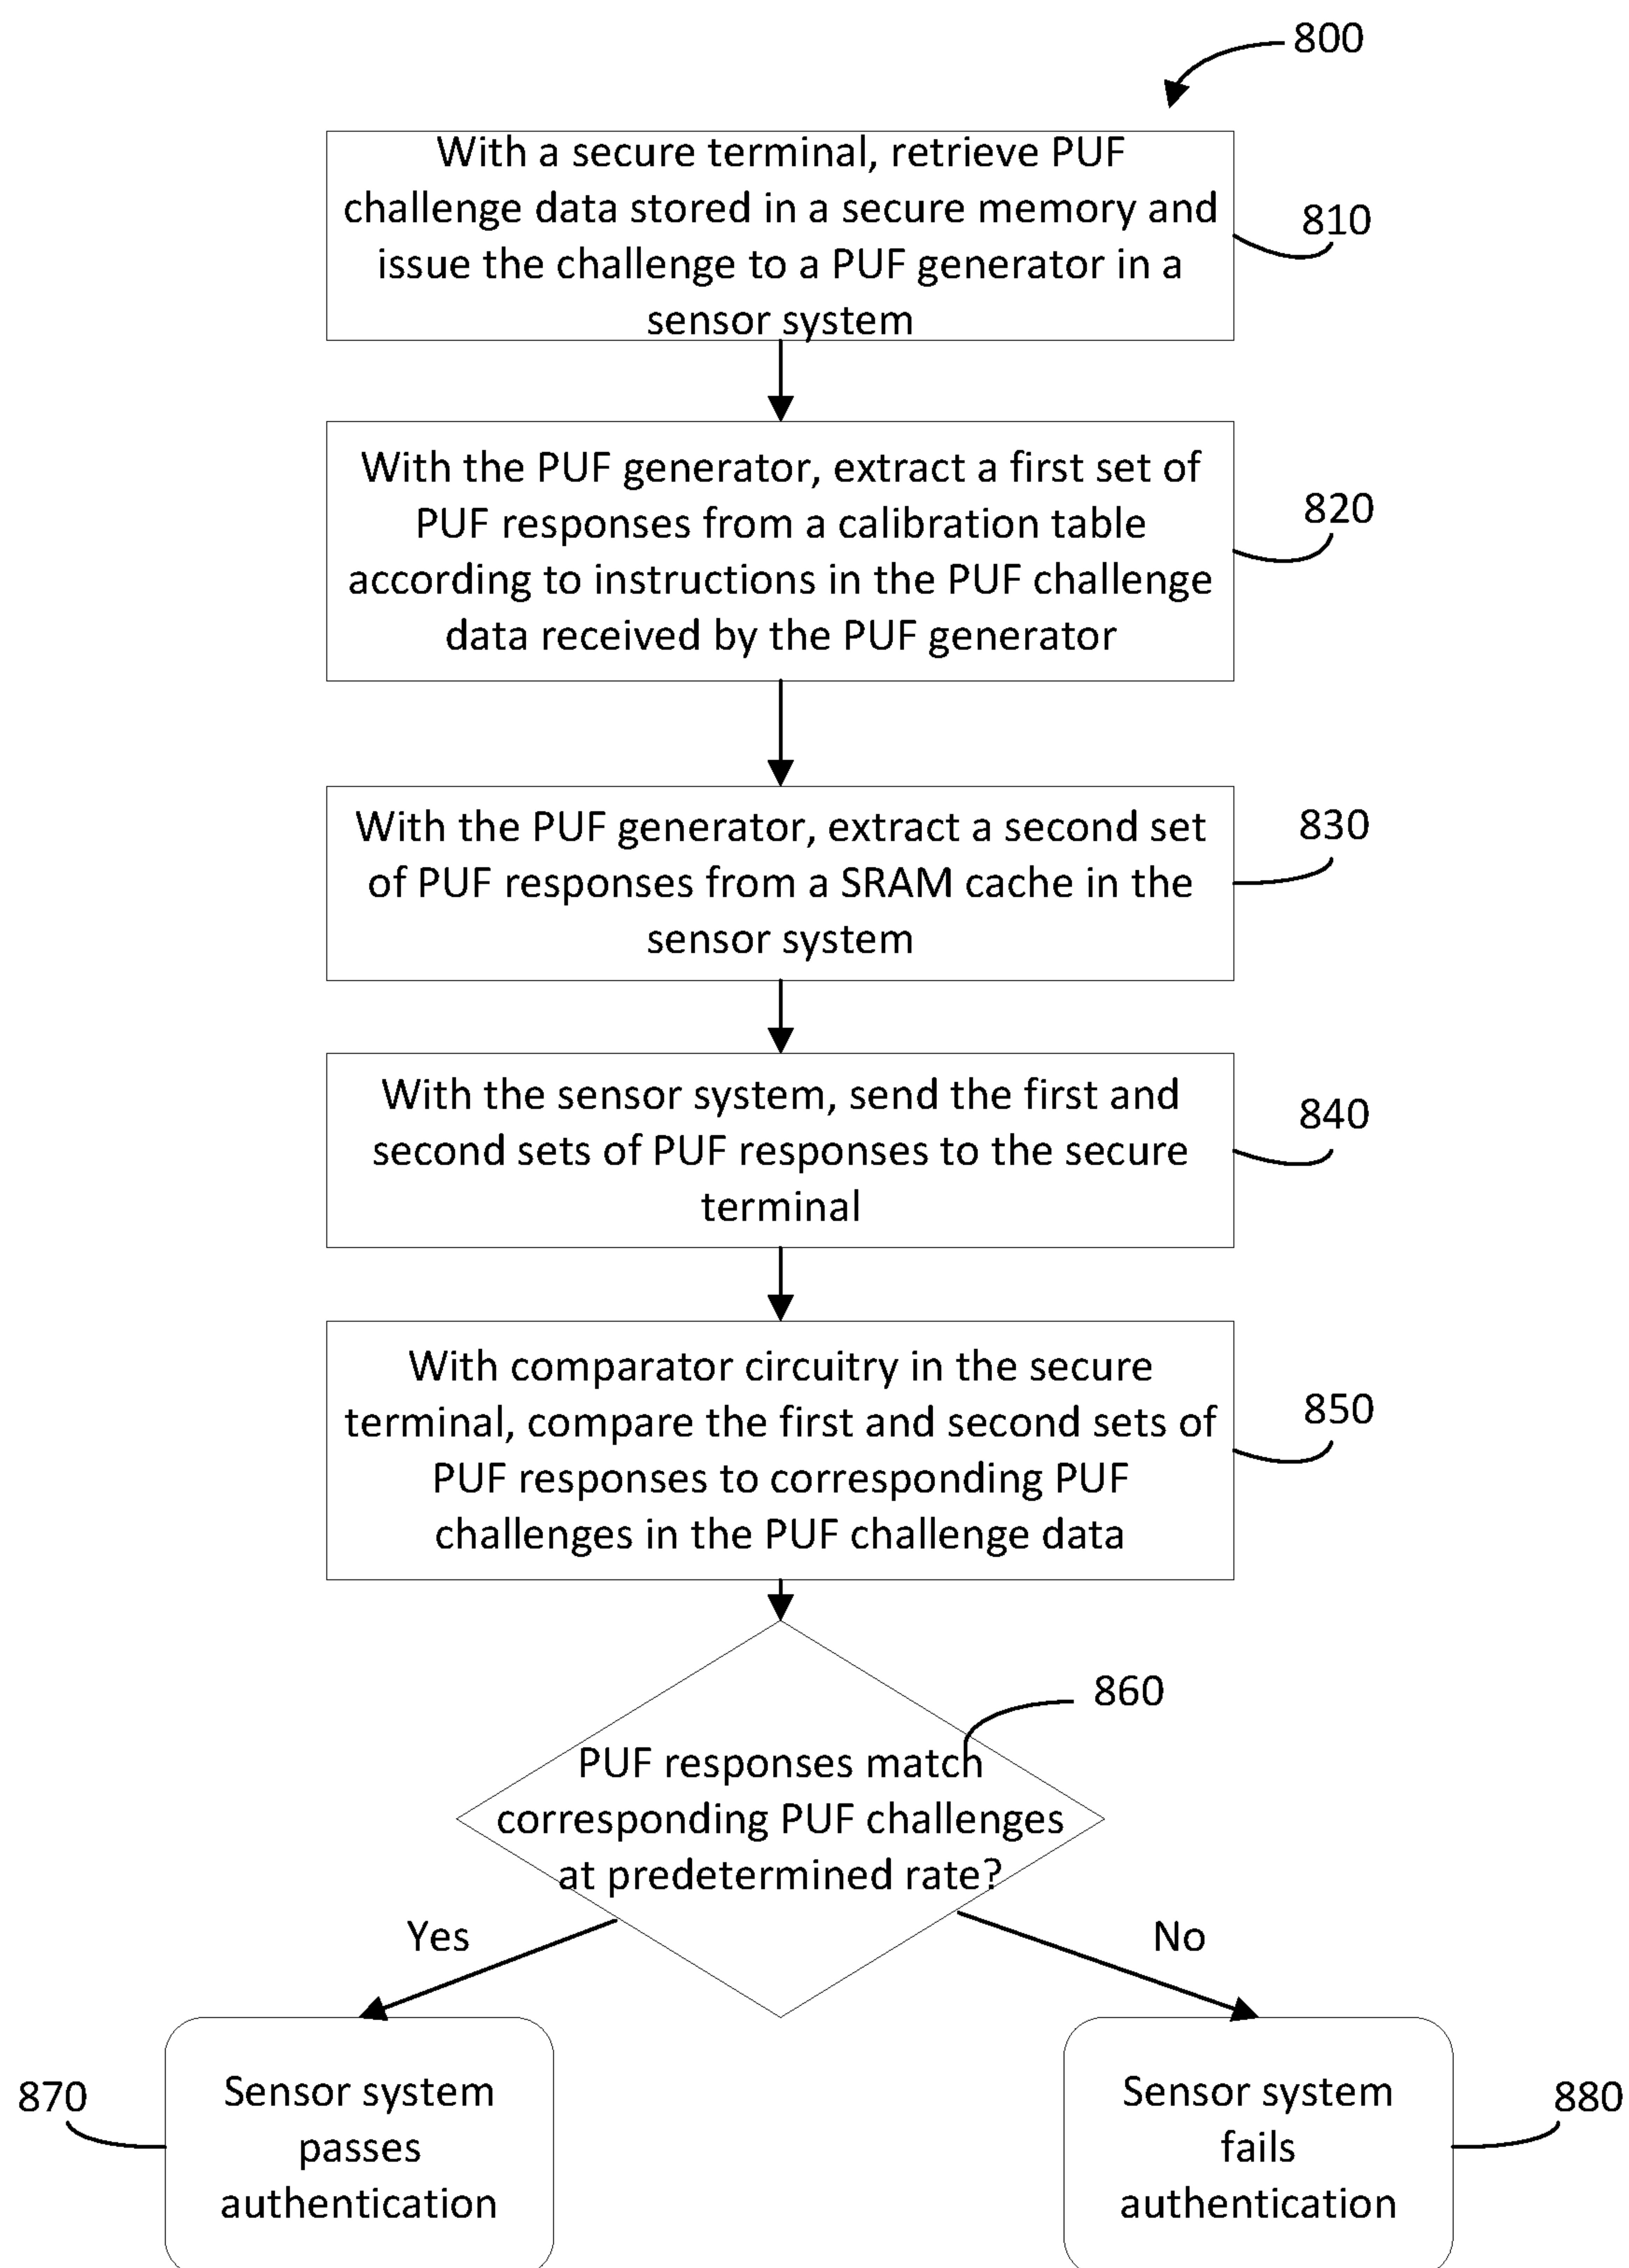 800
With a secure terminal, retrieve PUF
challenge data stored in a secure memory and
issue the challenge to a PUF generator in a
sensor system
810
With the PUF generator, extract a first set of
PUF responses from a calibration table
according to instructions in the PUF challenge
data received by the PUF generator
820
With the PUF generator, extract a second set
of PUF responses from a SRAM cache in the
sensor system
830
With the sensor system, send the first and
second sets of PUF responses to the secure
terminal
840
With comparator circuitry in the secure
terminal, compare the first and second sets of
PUF responses to corresponding PUF
challenges in the PUF challenge data
850
860
PUF responses match
corresponding PUF challenges
at predetermined rate?
Yes
No
870
Sensor system
passes
authentication
Sensor system
fails
authentication
880